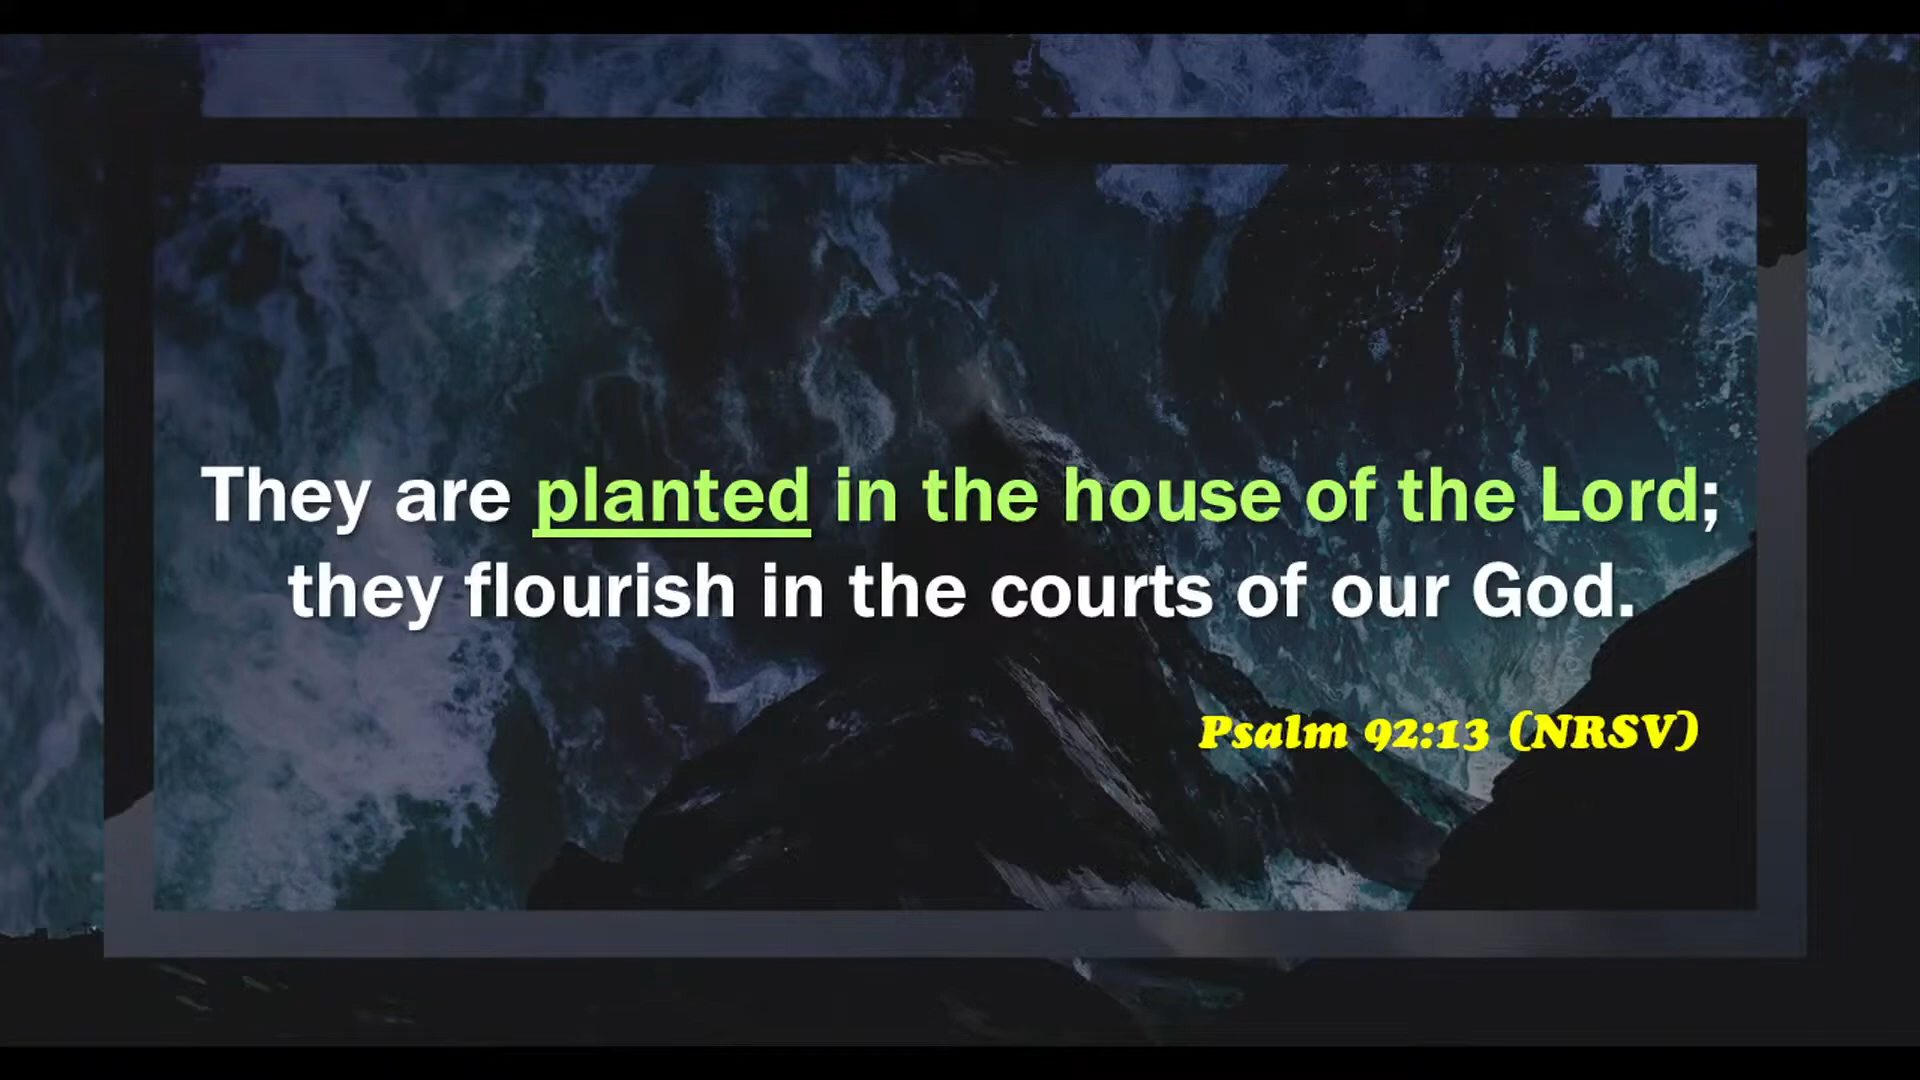 They are planted in the house of the Lord;
they flourish in the courts of our God.
Psalm 92:13 (NRSV)